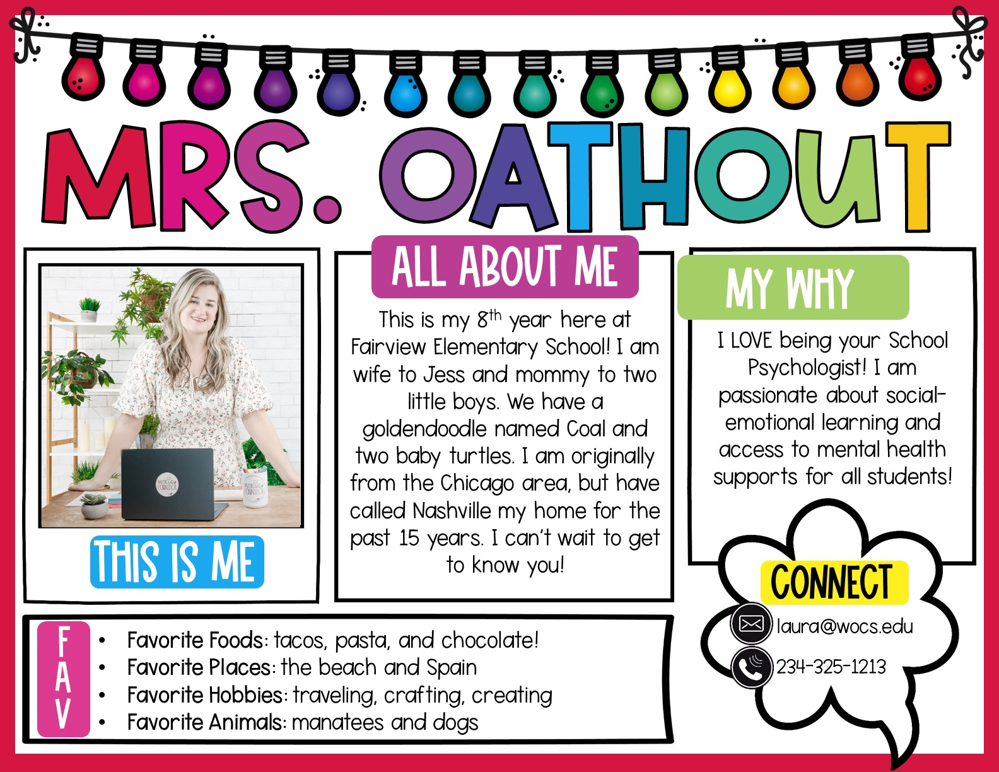 MRS. OATHOUT
THIS IS ME
ALL ABOUT ME
This is my 8th year here at
Fairview Elementary School! I am
wife to Jess and mommy to two
little boys. We have a
goldendoodle named Coal and
two baby turtles. I am originally
from the Chicago area, but have
called Nashville my home for the
past 15 years. I can't wait to get
to know you!
MY WHY
I LOVE being your School
Psychologist! I am
passionate about social-
emotional learning and
access to mental health
supports for all students!
CONNECT
laura@wocs.edu
234-325-1213
FAV
• Favorite Foods: tacos, pasta, and chocolate!
• Favorite Places: the beach and Spain
• Favorite Hobbies: traveling, crafting, creating
• Favorite Animals: manatees and dogs